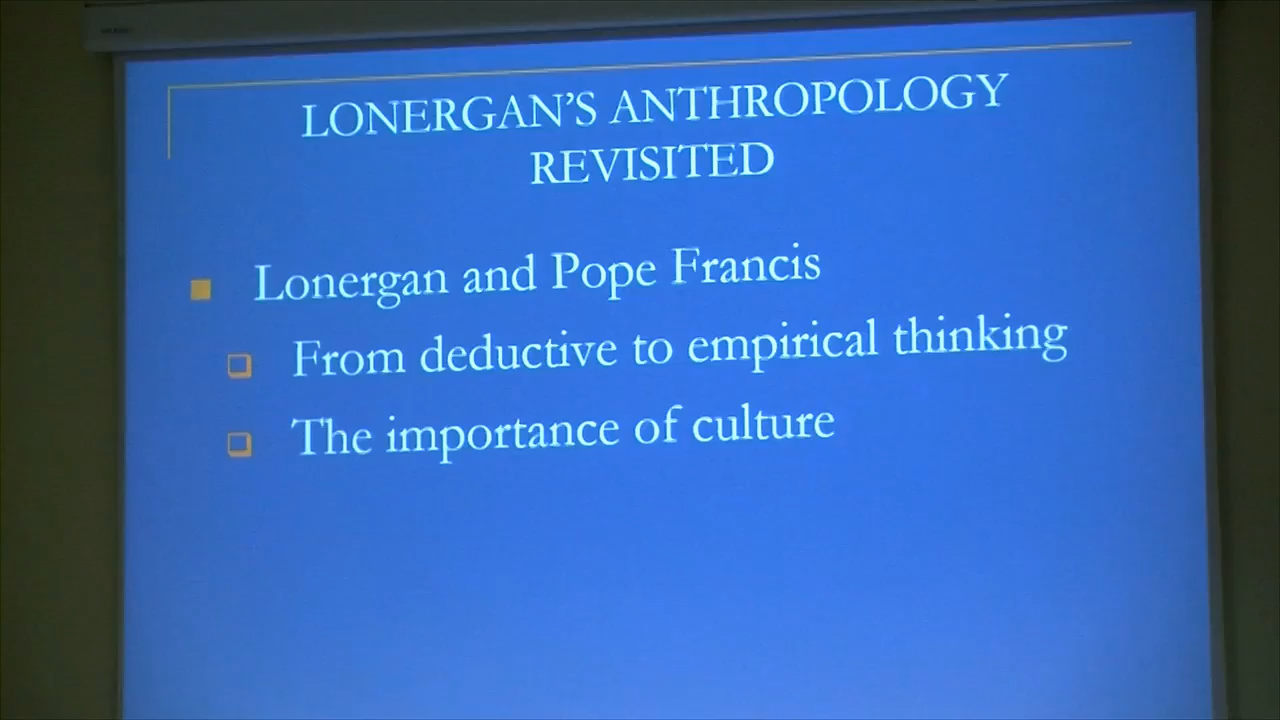 LONERGAN'S ANTHROPOLOGY
REVISITED
Lonergan and Pope Francis
From deductive to empirical thinking
The importance of culture